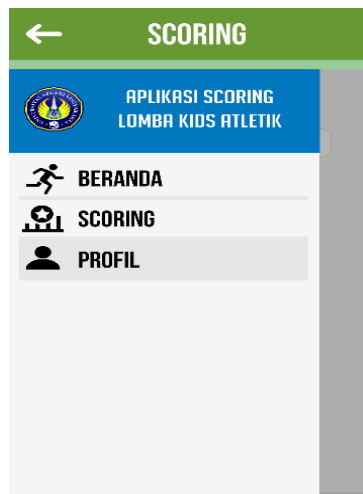 SCORING
APLIKASI SCORING
LOMBA KIDS ATLETIK
BERANDA
SCORING
PROFIL